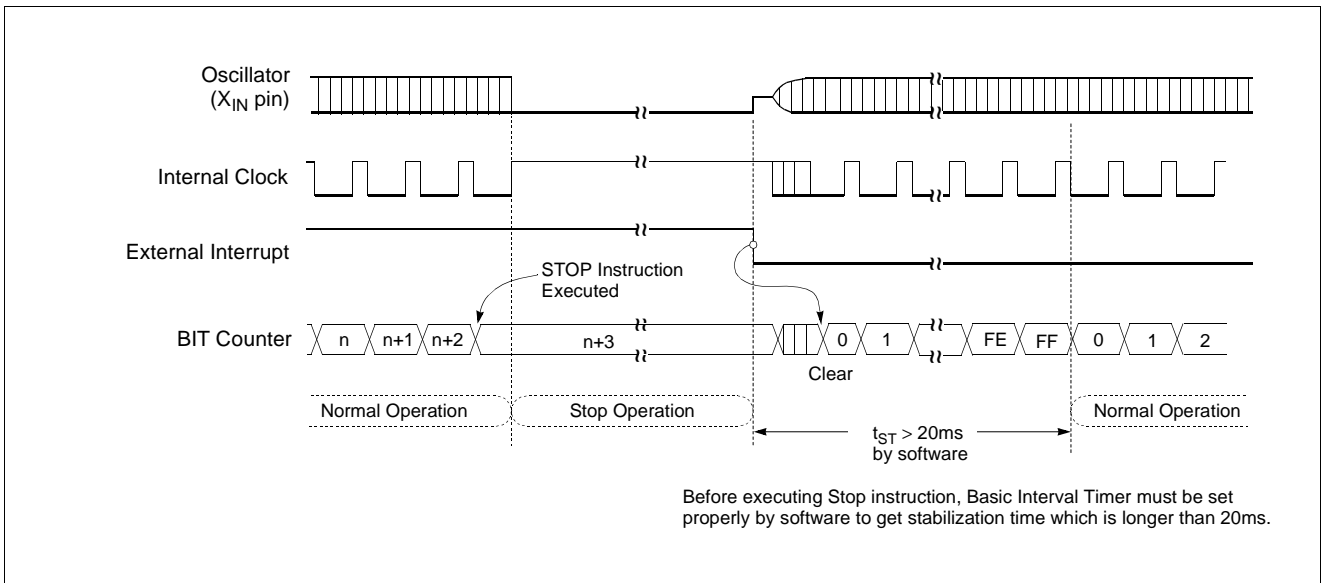 Oscillator
(XIN pin)
Internal Clock
External Interrupt
STOP Instruction
Executed
BIT Counter
n n+1 n+2 n+3 0 1 FE FF 0 1 2
Clear
Normal Operation Stop Operation Normal Operation
tST > 20ms
by software
Before executing Stop instruction, Basic Interval Timer must be set
properly by software to get stabilization time which is longer than 20ms.